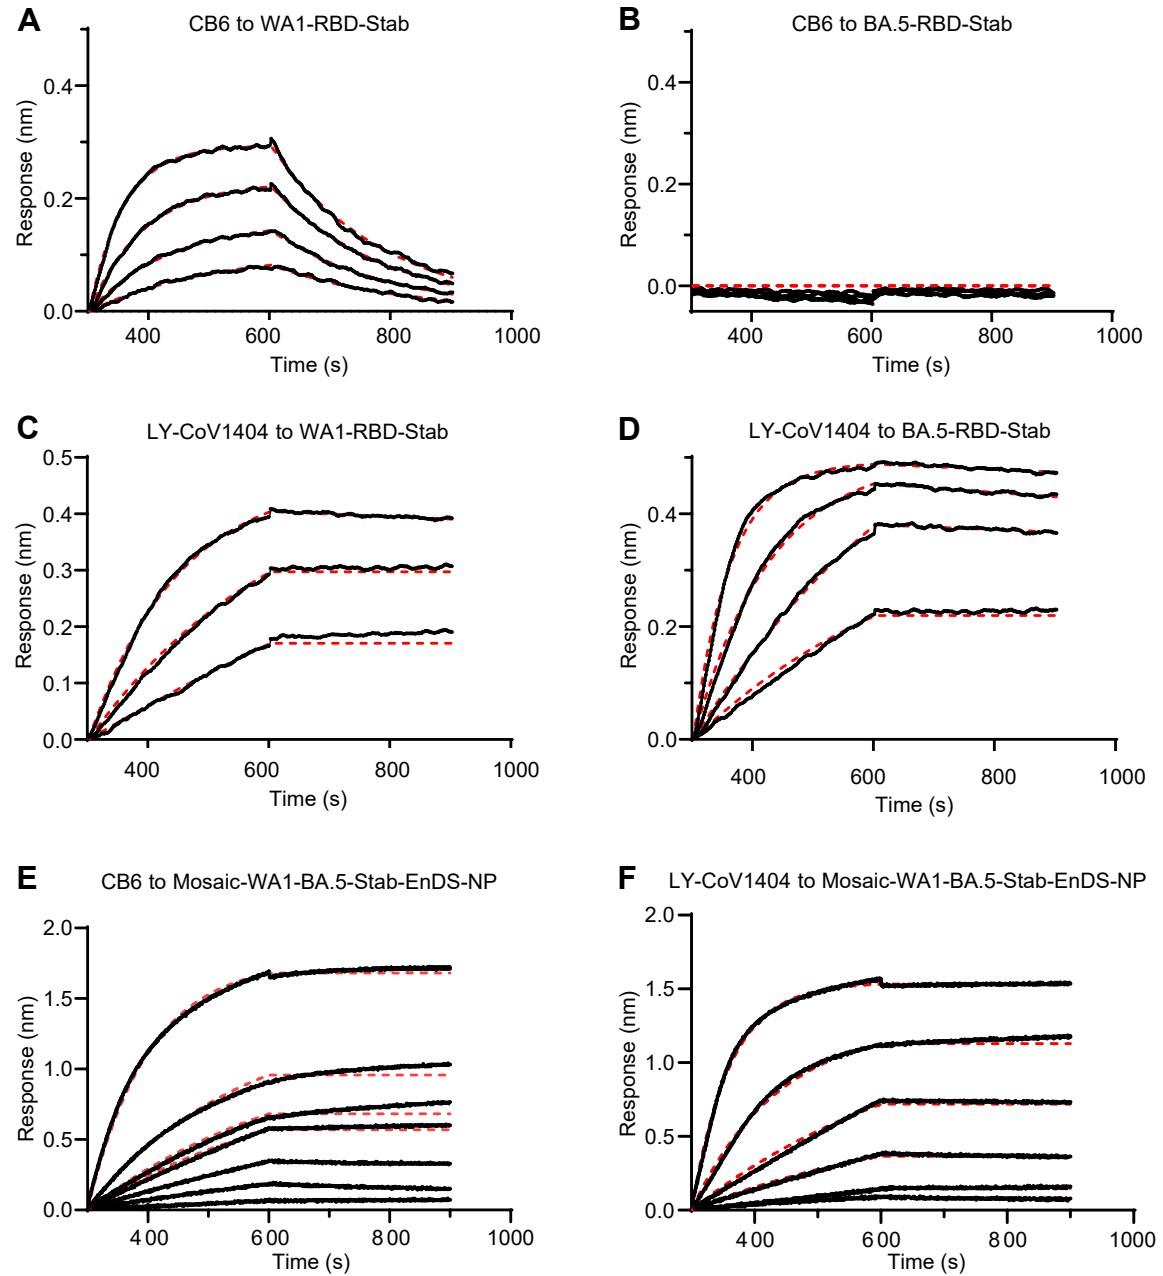 A
CB6 to WA1-RBD-Stab
Response (nm)
0.4
0.2
0.0
400
600
800
1000
Time (s)
B
CB6 to BA.5-RBD-Stab
Response (nm)
0.4
0.2
0.0
400
600
800
1000
Time (s)
C
LY-CoV1404 to WA1-RBD-Stab
Response (nm)
0.5
0.4
0.3
0.2
0.1
0.0
400
600
800
1000
Time (s)
D
LY-CoV1404 to BA.5-RBD-Stab
Response (nm)
0.4
0.2
0.0
400
600
800
1000
Time (s)
E
CB6 to Mosaic-WA1-BA.5-Stab-EnDS-NP
Response (nm)
2.0
1.5
1.0
0.5
0.0
400
600
800
1000
Time (s)
F
LY-CoV1404 to Mosaic-WA1-BA.5-Stab-EnDS-NP
Response (nm)
2.0
1.5
1.0
0.5
0.0
400
600
800
1000
Time (s)